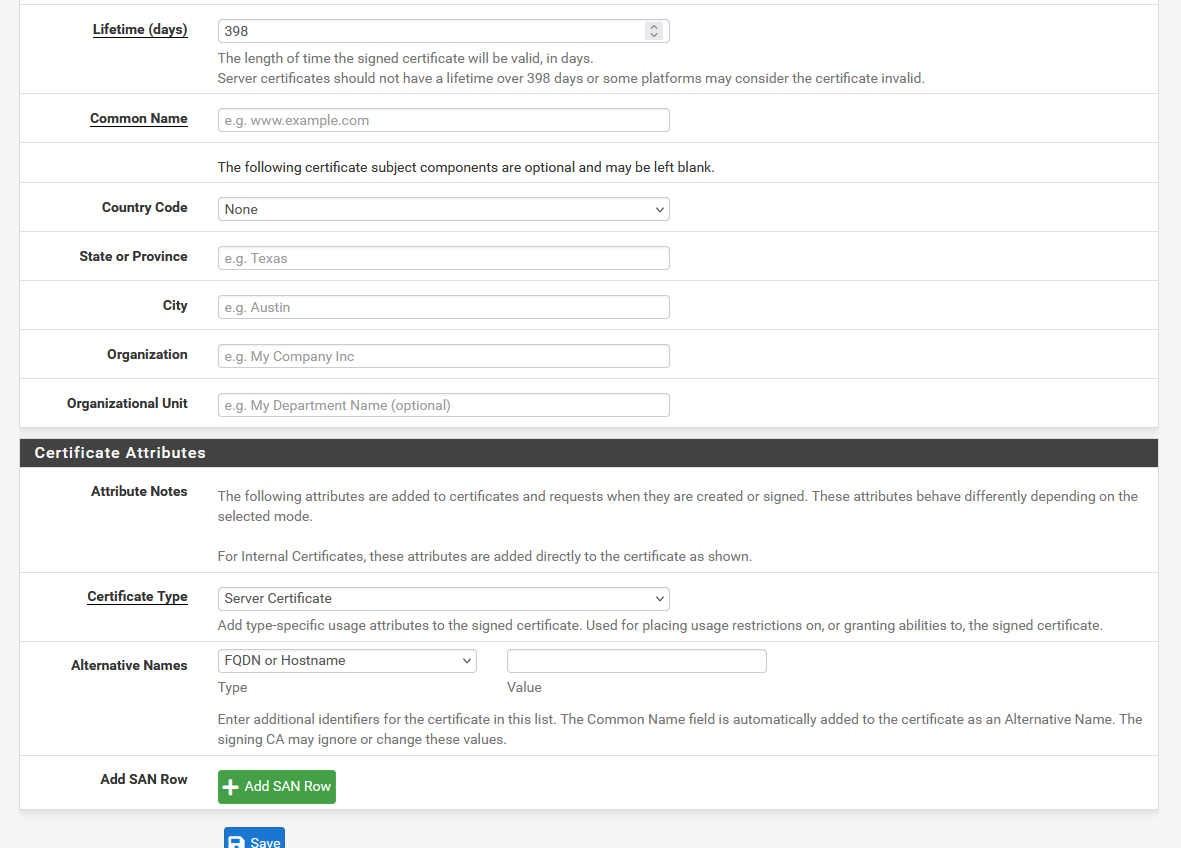 Lifetime (days)
398
The length of time the signed certificate will be valid, in days.
Server certificates should not have a lifetime over 398 days or some platforms may consider the certificate invalid.
Common Name
e.g. www.example.com
The following certificate subject components are optional and may be left blank.
Country Code
None
State or Province
e.g. Texas
City
e.g. Austin
Organization
e.g. My Company Inc
Organizational Unit
e.g. My Department Name (optional)
Certificate Attributes
Attribute Notes
The following attributes are added to certificates and requests when they are created or signed. These attributes behave differently depending on the
selected mode.
For Internal Certificates, these attributes are added directly to the certificate as shown.
Certificate Type
Server Certificate
Add type-specific usage attributes to the signed certificate. Used for placing usage restrictions on, or granting abilities to, the signed certificate.
Alternative Names
FQDN or Hostname
Type
Value
Enter additional identifiers for the certificate in this list. The Common Name field is automatically added to the certificate as an Alternative Name. The
signing CA may ignore or change these values.
Add SAN Row
Add SAN Row
Save